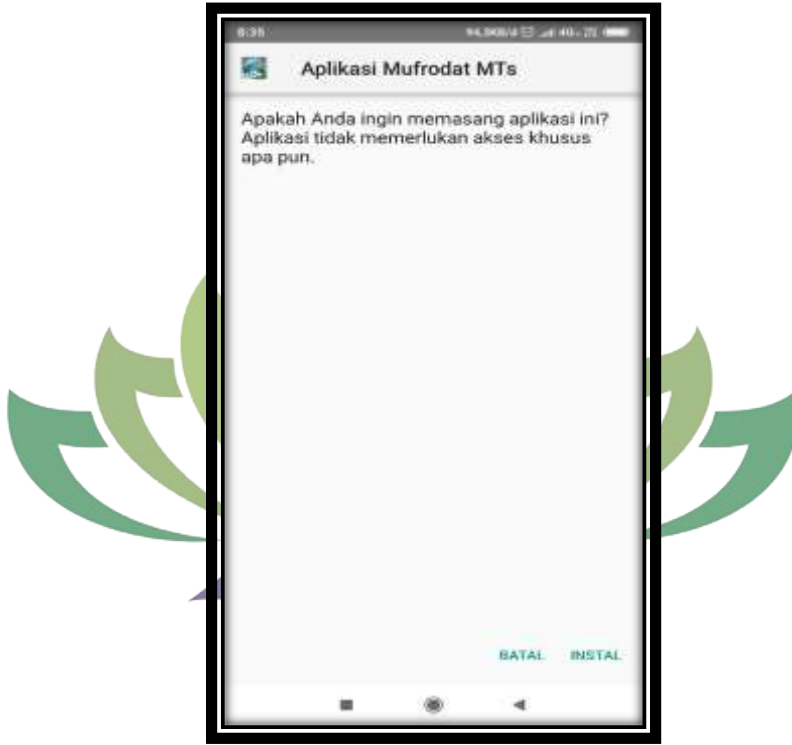 Aplikasi Mufrodat MTs
Apakah Anda ingin memasang aplikasi ini?
Aplikasi tidak memerlukan akses khusus
apa pun.
BATAL INSTAL